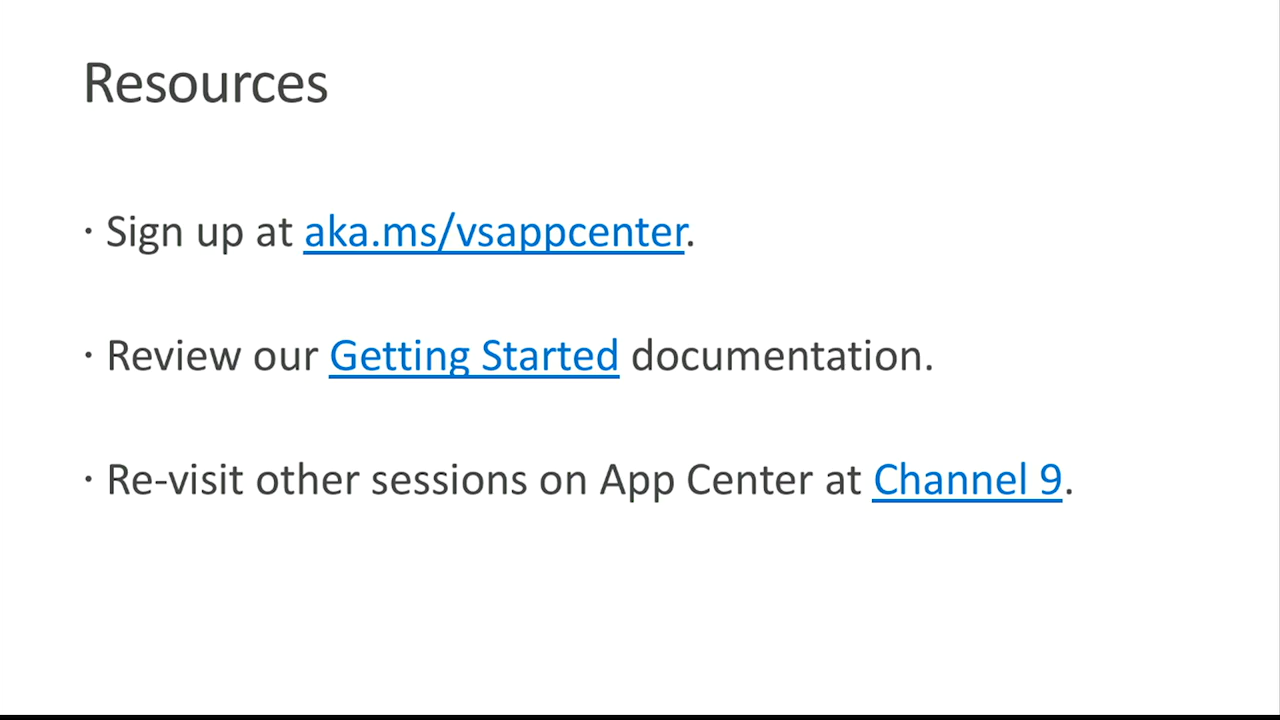 Resources
· Sign up at aka.ms/vsappcenter.
· Review our Getting Started documentation.
· Re-visit other sessions on App Center at Channel 9.